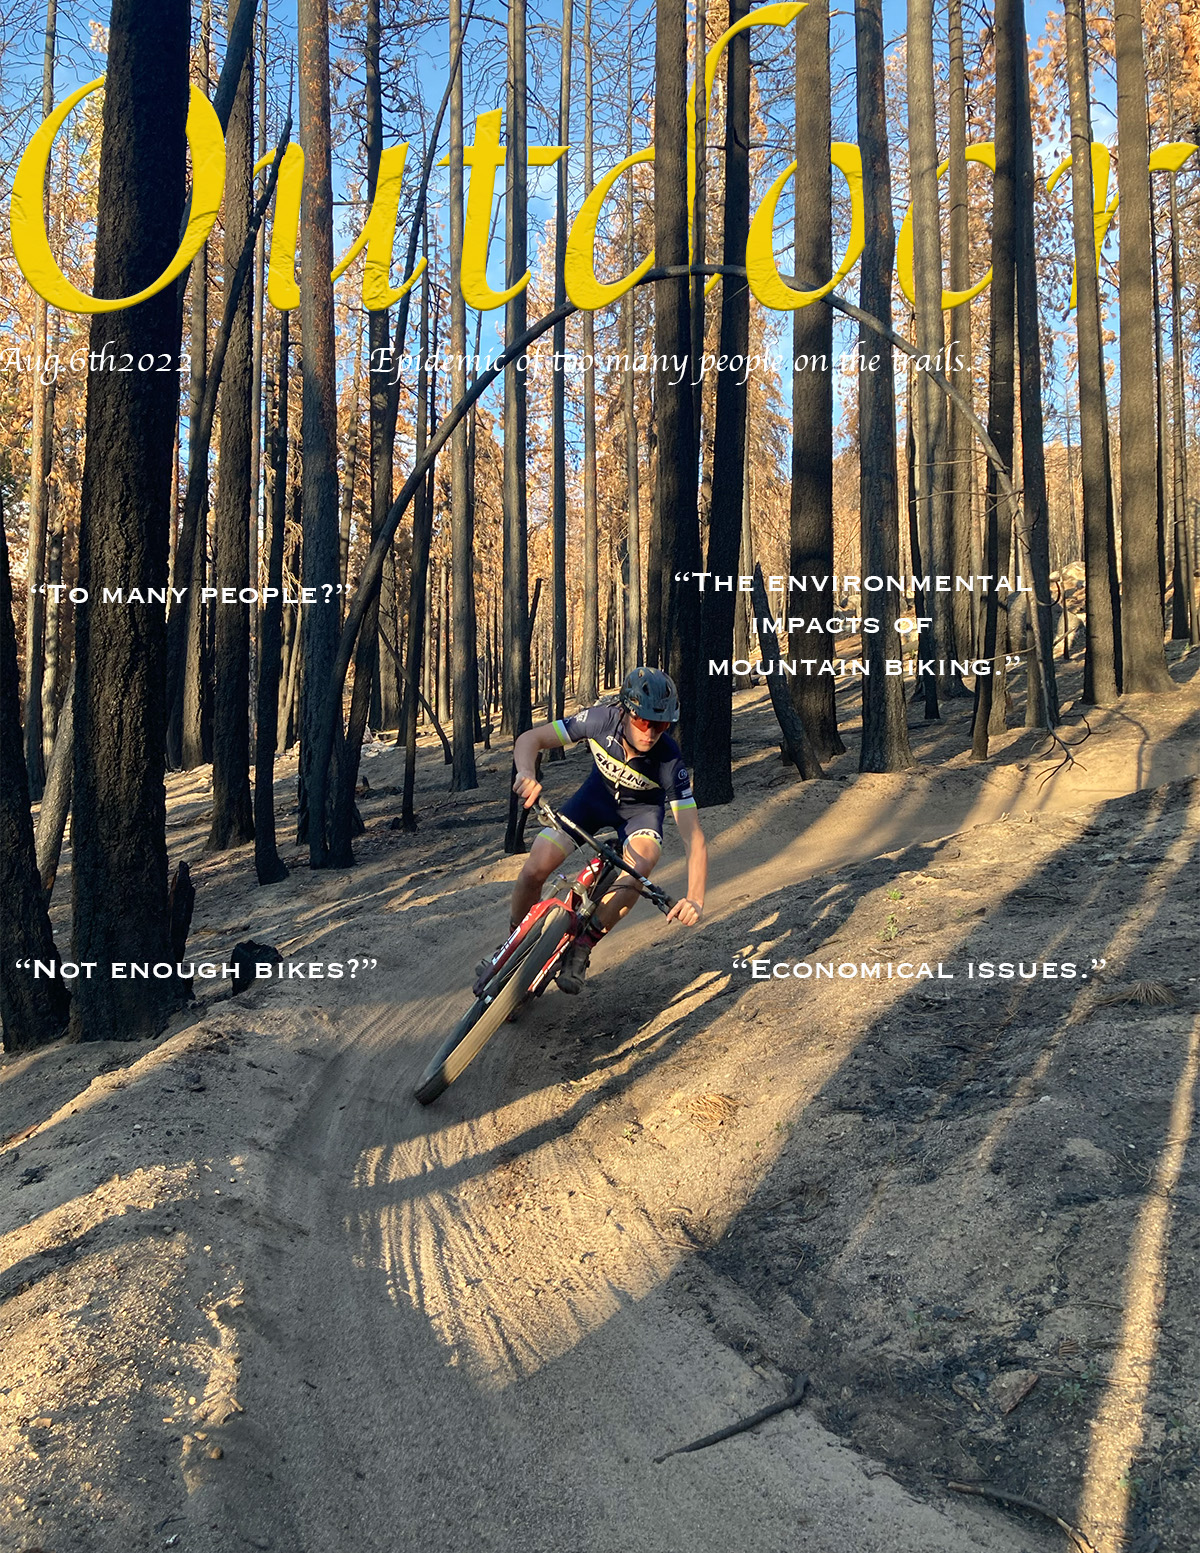 Outdoor
Aug.6th2022
Epidemic of too many people on the trails.
“To many people?”
“The environmental
impacts of
mountain biking.”
SKYLINE
SKY
“Not enough bikes?”
“Economical issues.”